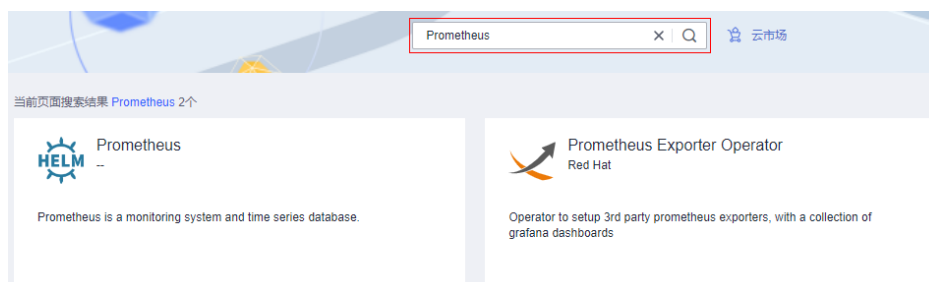 Prometheus
云市场
当前页面搜索结果 Prometheus 2个
HELM
Prometheus
--
Prometheus is a monitoring system and time series database.
Prometheus Exporter Operator
Red Hat
Operator to setup 3rd party prometheus exporters, with a collection of
grafana dashboards